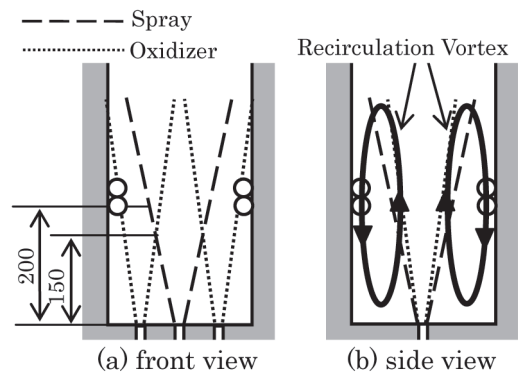 Spray
Oxidizer
Recirculation Vortex
200
150
(a) front view
(b) side view